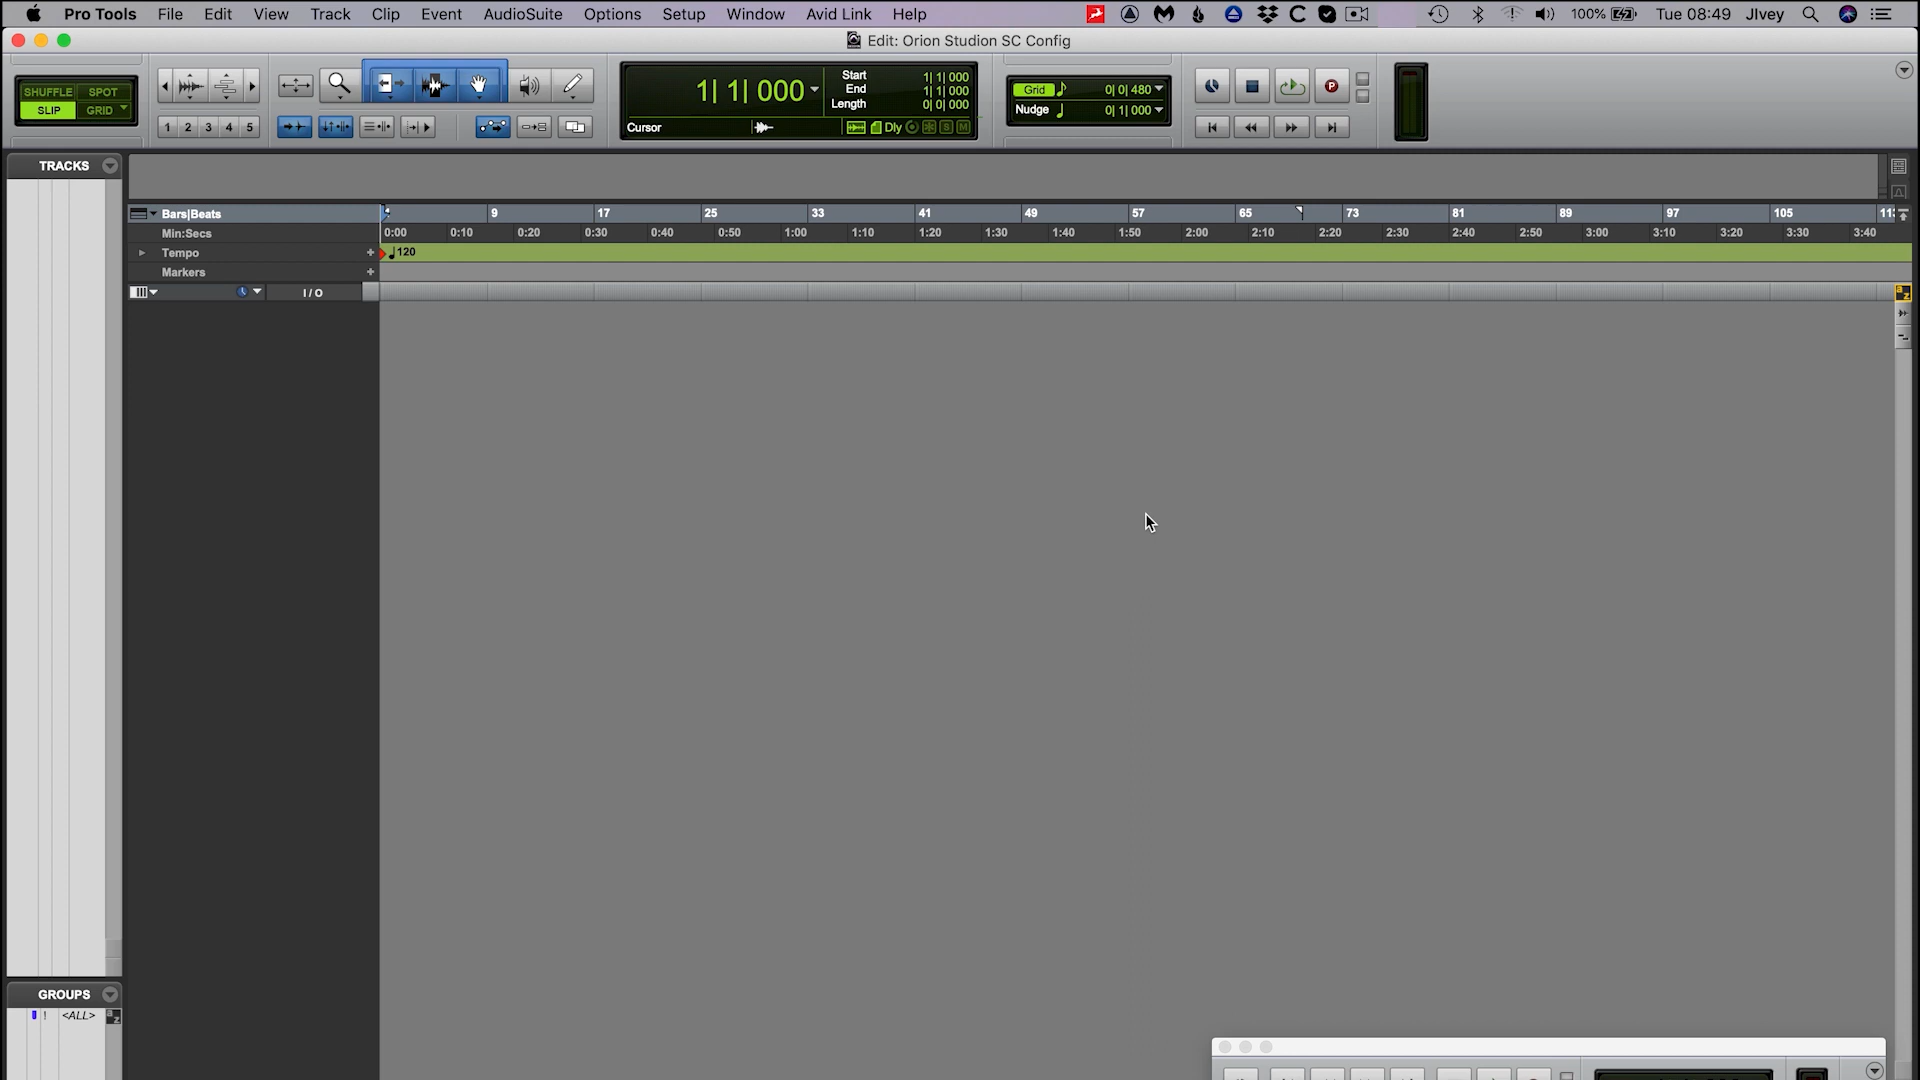 Pro Tools File Edit View Track Clip Event AudioSuite Options Setup Window Avid Link Help 100% Tue 08:49 JIvey
Edit: Orion Studion SC Config
SHUFFLE SPOT
SLIP GRID
1 2 3 4 5
1| 1| 000
Start 1| 1| 000
End 1| 1| 000
Length 0| 0| 000
Cursor Dly S M
Grid 0| 0| 480
Nudge 0| 1| 000
P
TRACKS
Bars|Beats 9 17 25 33 41 49 57 65 73 81 89 97 105
Min:Secs 0:00 0:10 0:20 0:30 0:40 0:50 1:00 1:10 1:20 1:30 1:40 1:50 2:00 2:10 2:20 2:30 2:40 2:50 3:00 3:10 3:20 3:30 3:40
Tempo + 120
Markers +
I / O
a z
GROUPS
! <ALL> a z